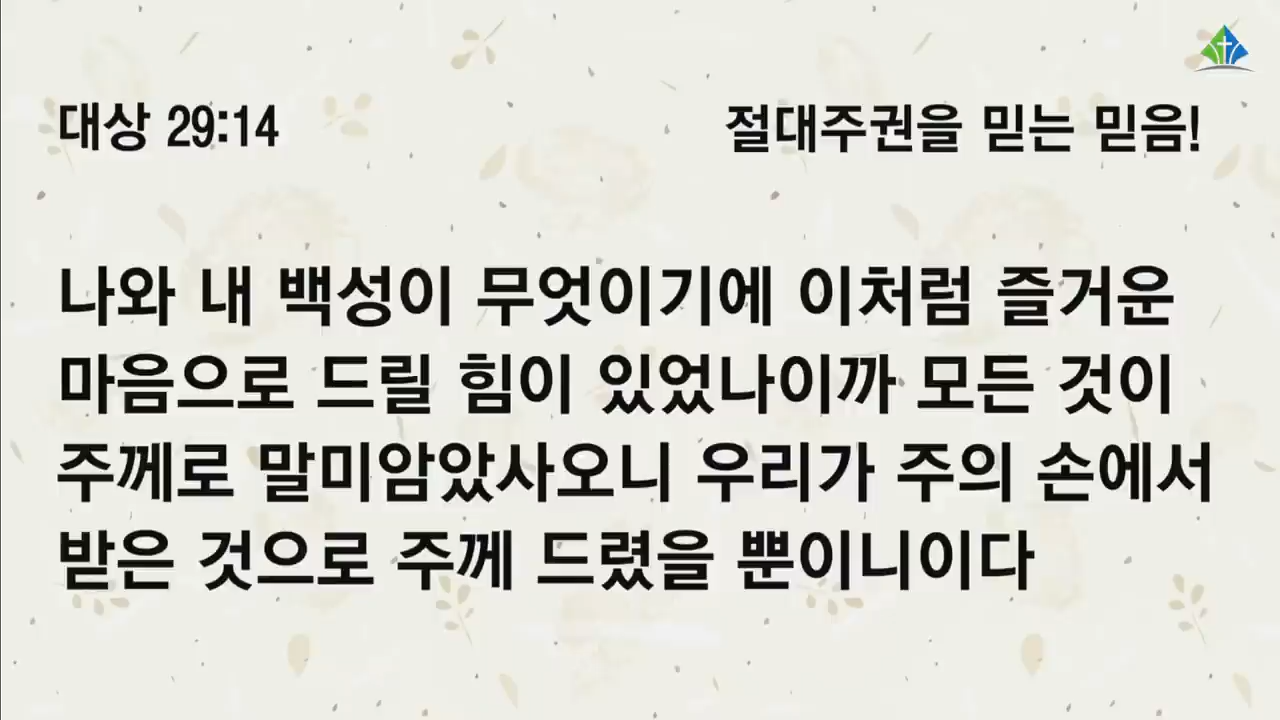 대상 29:14
절대주권을 믿는 믿음!
나와 내 백성이 무엇이기에 이처럼 즐거운
마음으로 드릴 힘이 있었나이까 모든 것이
주께로 말미암았사오니 우리가 주의 손에서
받은 것으로 주께 드렸을 뿐이니이다